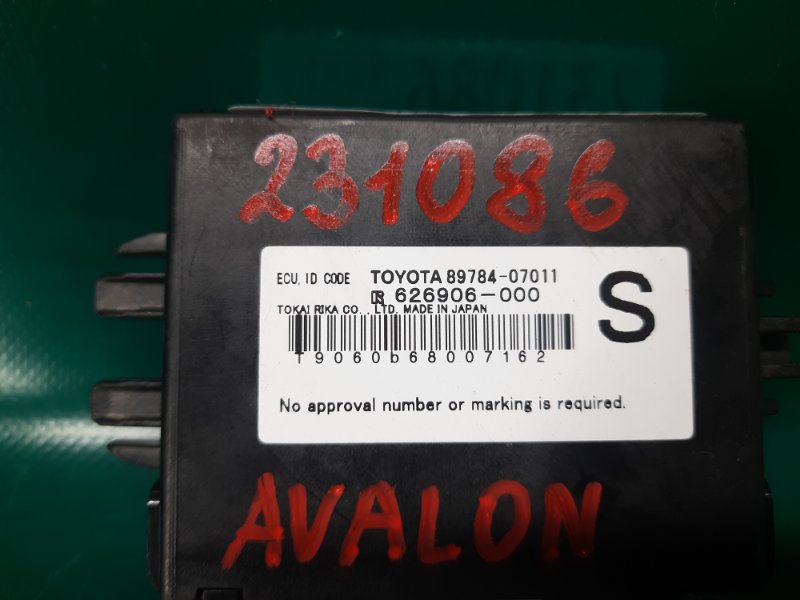 231086
ECU, ID CODE TOYOTA 89784-07011
626906-000
S
TOKAI RIKA CO., LTD. MADE IN JAPAN
T9060b68007162
No approval number or marking is required.
AVALON